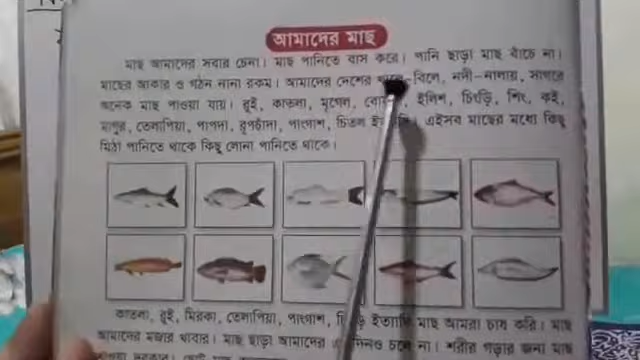 আমাদের মাছ
মাছ আমাদের সবার চেনা। মাছ পানিতে বাস করে। পানি ছাড়া মাছ বাঁচে না।
মাছের আকার ও গঠন নানা রকম। আমাদের দেশের খালে-বিলে, নদী-নালায়, সাগরে
অনেক মাছ পাওয়া যায়। রুই, কাতলা, মৃগেল, ইলিশ, চিংড়ি, শিং, কই,
মাগুর, তেলাপিয়া, পাপদা, রূপচাঁদা, পাংগাশ, চিতল এইসব মাছের মধ্যে কিছু
মিঠা পানিতে থাকে কিছু লোনা পানিতে থাকে।
কাতলা, রুই, মিরকা, তেলাপিয়া, পাংগাশ, ইত্যাদি মাছ আমরা চাষ করি। মাছ
আমাদের মজার খাবার। মাছ ছাড়া আমাদের চলে না। শরীর গড়ার জন্য মাছ